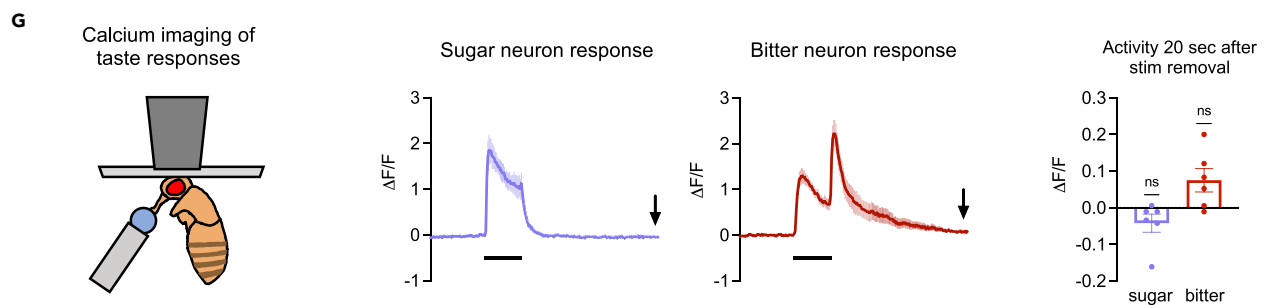 G
Calcium imaging of
taste responses
Sugar neuron response
ΔF/F
3
2
1
0
-1
Bitter neuron response
ΔF/F
3
2
1
0
-1
Activity 20 sec after
stim removal
ΔF/F
0.3
0.2
0.1
0.0
-0.1
-0.2
ns
ns
sugar bitter